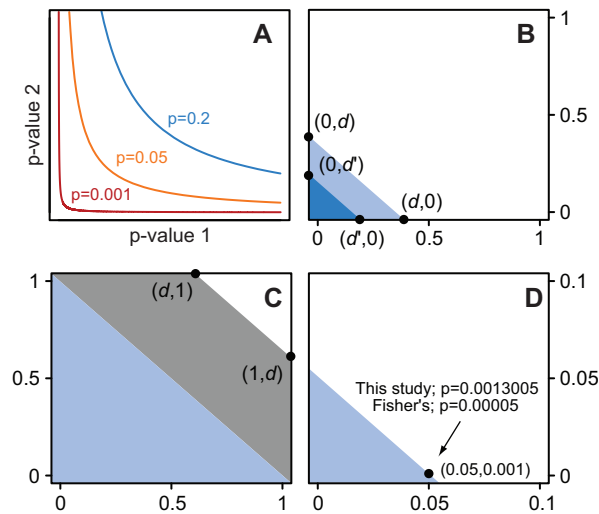 A
p-value 2
p=0.2
p=0.05
p=0.001
p-value 1
B
1
0.5
0
(0,d)
(0,d')
(d,0)
(d',0)
0
0.5
1
C
1
0.5
0
(d,1)
(1,d)
0
0.5
1
D
0.1
0.05
0
This study; p=0.0013005
Fisher's; p=0.00005
(0.05,0.001)
0
0.05
0.1